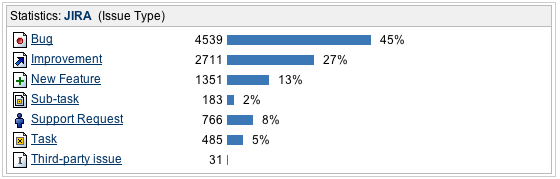 Statistics: JIRA (Issue Type)
Bug 4539 45%
Improvement 2711 27%
New Feature 1351 13%
Sub-task 183 2%
Support Request 766 8%
Task 485 5%
Third-party issue 31